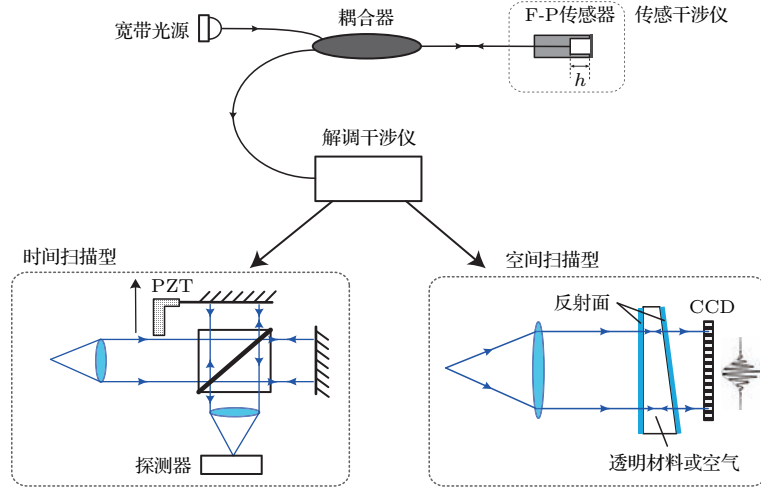 宽带光源
耦合器
F-P传感器
传感干涉仪
h
解调干涉仪
时间扫描型
空间扫描型
PZT
反射面
CCD
探测器
透明材料或空气